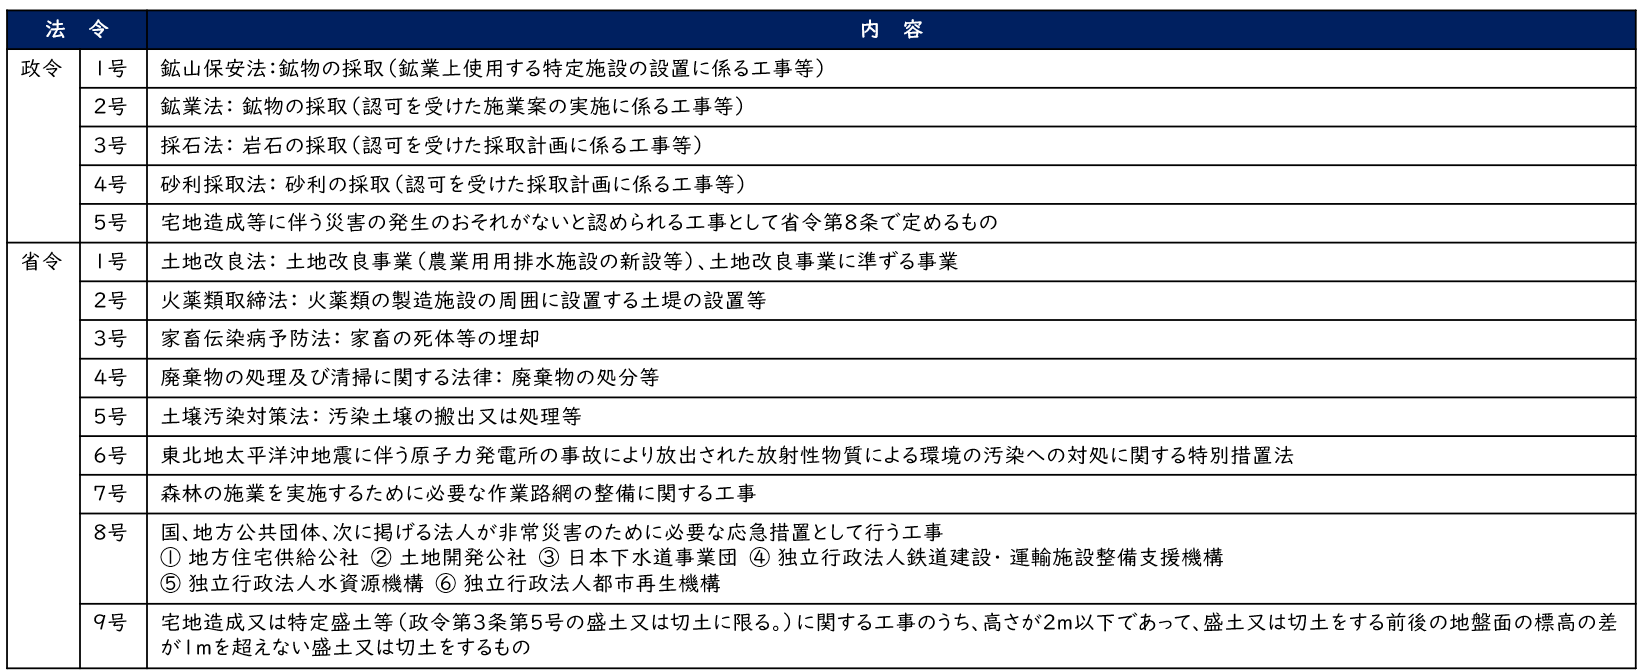 法　令　内　容
政令　1号　鉱山保安法：鉱物の採取（鉱業上使用する特定施設の設置に係る工事等）
2号　鉱業法： 鉱物の採取（認可を受けた施業案の実施に係る工事等）
3号　採石法： 岩石の採取（認可を受けた採取計画に係る工事等）
4号　砂利採取法： 砂利の採取（認可を受けた採取計画に係る工事等）
5号　宅地造成等に伴う災害の発生のおそれがないと認められる工事として省令第8条で定めるもの
省令　1号　土地改良法： 土地改良事業（農業用用排水施設の新設等）、土地改良事業に準ずる事業
2号　火薬類取締法： 火薬類の製造施設の周囲に設置する土堤の設置等
3号　家畜伝染病予防法： 家畜の死体等の埋却
4号　廃棄物の処理及び清掃に関する法律： 廃棄物の処分等
5号　土壌汚染対策法： 汚染土壌の搬出又は処理等
6号　東北地太平洋沖地震に伴う原子力発電所の事故により放出された放射性物質による環境の汚染への対処に関する特別措置法
7号　森林の施業を実施するために必要な作業路網の整備に関する工事
8号　国、地方公共団体、次に掲げる法人が非常災害のために必要な応急措置として行う工事
① 地方住宅供給公社 ② 土地開発公社 ③ 日本下水道事業団 ④ 独立行政法人鉄道建設・ 運輸施設整備支援機構
⑤ 独立行政法人水資源機構 ⑥ 独立行政法人都市再生機構
9号　宅地造成又は特定盛土等（政令第3条第5号の盛土又は切土に限る。）に関する工事のうち、高さが2m以下であって、盛土又は切土をする前後の地盤面の標高の差
が1mを超えない盛土又は切土をするもの